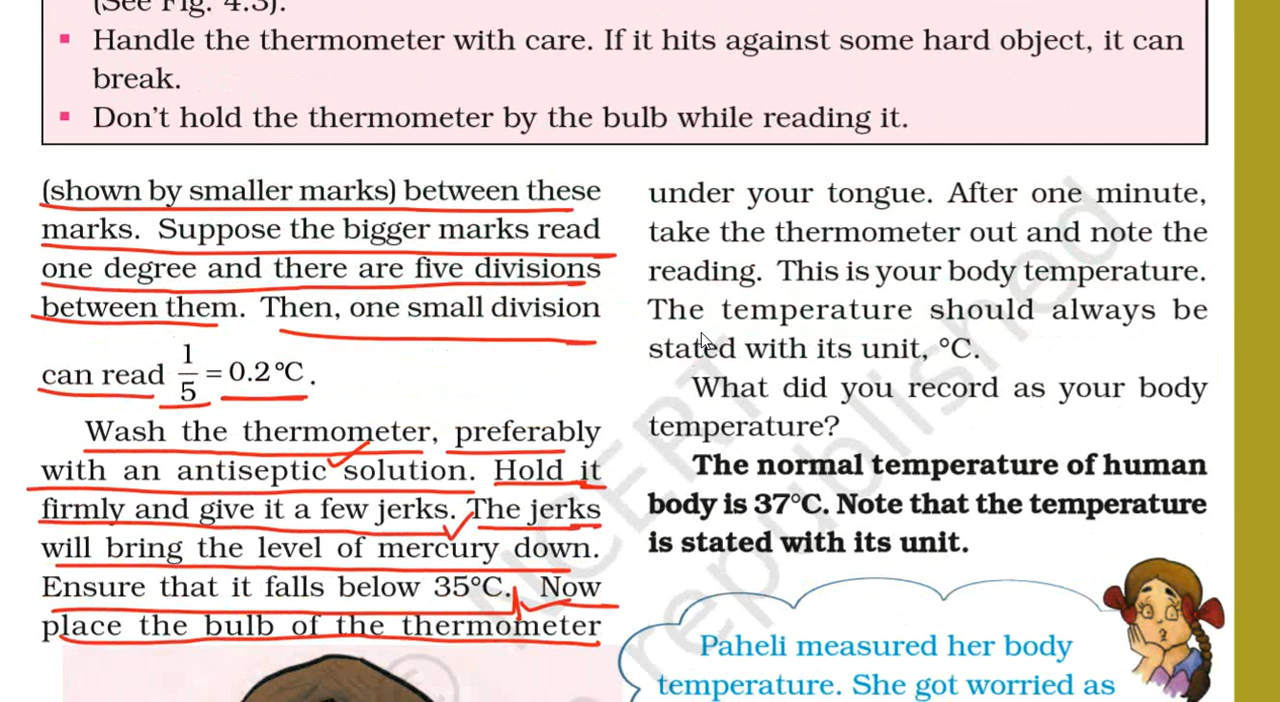 (See Fig. 4.3).
▪ Handle the thermometer with care. If it hits against some hard object, it can
break.
▪ Don't hold the thermometer by the bulb while reading it.
(shown by smaller marks) between these
marks. Suppose the bigger marks read
one degree and there are five divisions
between them. Then, one small division
can read 1/5 = 0.2°C.
Wash the thermometer, preferably
with an antiseptic solution. Hold it
firmly and give it a few jerks. The jerks
will bring the level of mercury down.
Ensure that it falls below 35°C. Now
place the bulb of the thermometer
under your tongue. After one minute,
take the thermometer out and note the
reading. This is your body temperature.
The temperature should always be
stated with its unit, °C.
What did you record as your body
temperature?
The normal temperature of human
body is 37°C. Note that the temperature
is stated with its unit.
Paheli measured her body
temperature. She got worried as
© NCERT
republished